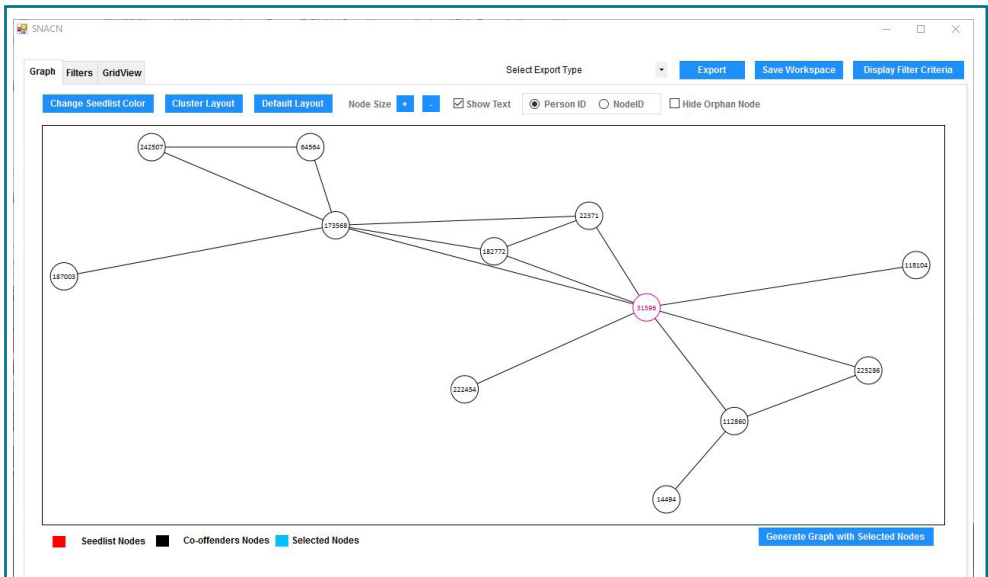 SNACN
Graph Filters GridView Select Export Type Export Save Workspace Display Filter Criteria
Change Seedlist Color Cluster Layout Default Layout Node Size + - Show Text Person ID NodeID Hide Orphan Node
242507 64564
173568 22371
182772
187003 118104
31596
225286
222454
112860
14494
Seedlist Nodes Co-offenders Nodes Selected Nodes Generate Graph with Selected Nodes